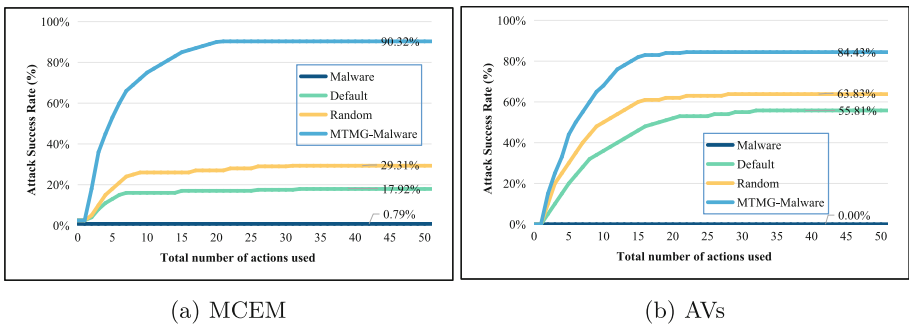 100%
80%
60%
40%
20%
0%
Attack Success Rate (%)
90.32%
Malware
Default
Random
MTMG-Malware
29.31%
17.92%
0.79%
0 5 10 15 20 25 30 35 40 45 50
Total number of actions used
(a) MCEM
100%
80%
60%
40%
20%
0%
Attack Success Rate (%)
84.43%
63.83%
55.81%
Malware
Default
Random
MTMG-Malware
0.00%
0 5 10 15 20 25 30 35 40 45 50
Total number of actions used
(b) AVs